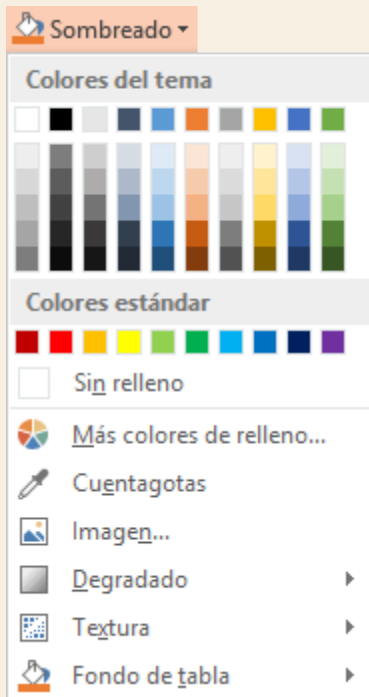 Sombreado
Colores del tema
Colores estándar
Sin relleno
Más colores de relleno...
Cuentagotas
Imagen...
Degradado
Textura
Fondo de tabla